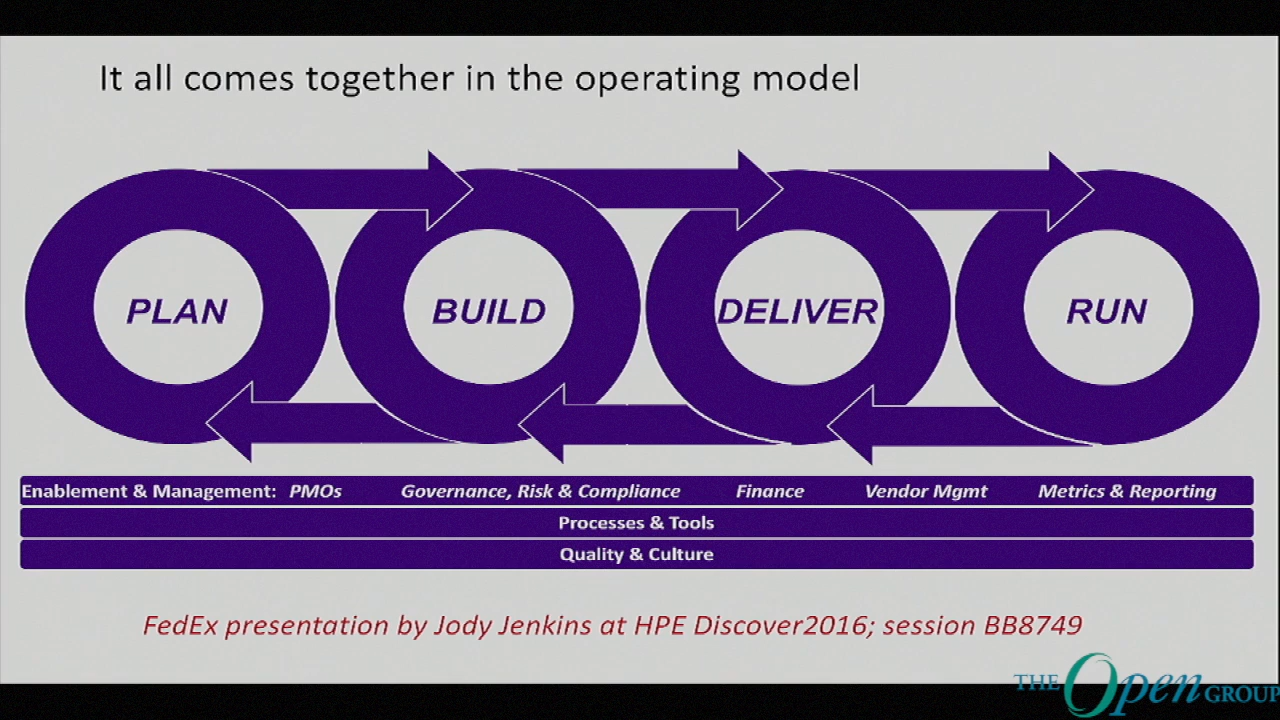 It all comes together in the operating model
PLAN BUILD DELIVER RUN
Enablement & Management: PMOs Governance, Risk & Compliance Finance Vendor Mgmt Metrics & Reporting
Processes & Tools
Quality & Culture
FedEx presentation by Jody Jenkins at HPE Discover2016; session BB8749
THE Open GROUP